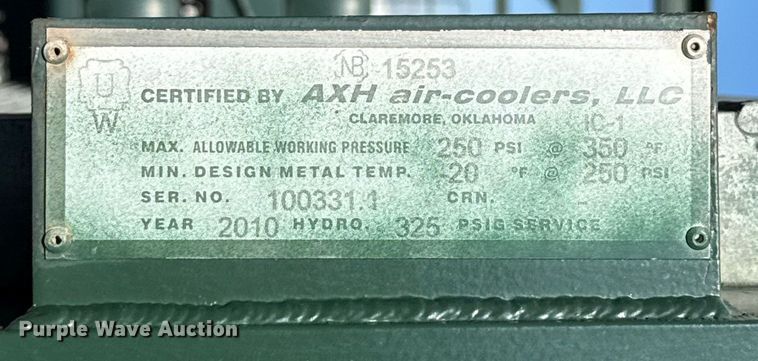 NB 15253
U
W
CERTIFIED BY AXH air-coolers, LLC
CLAREMORE, OKLAHOMA IC-1
MAX. ALLOWABLE WORKING PRESSURE 250 PSI @ 350 °F
MIN. DESIGN METAL TEMP. -20 °F @ 250 PSI
SER. NO. 100331.1 CRN. -
YEAR 2010 HYDRO. 325 PSIG SERVICE -
Purple Wave Auction